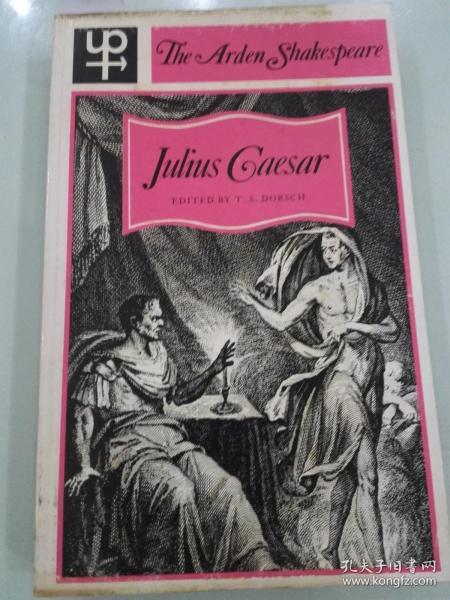 up
The Arden Shakespeare
Julius Caesar
EDITED BY T. S. DORSCH
孔夫子旧书网
www.kongfz.com